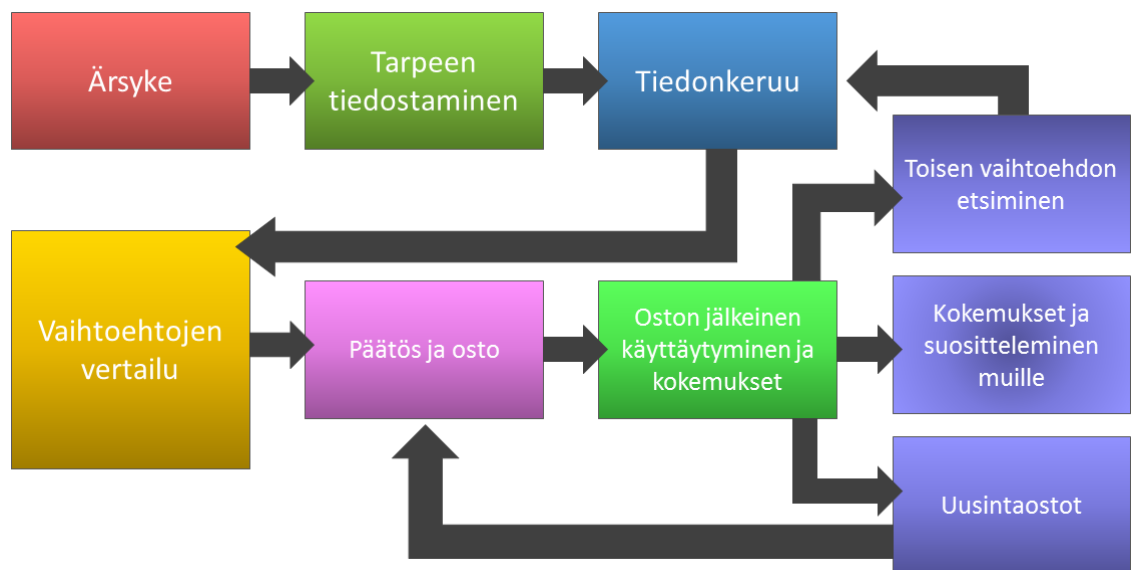 Ärsyke
Tarpeen
tiedostaminen
Tiedonkeruu
Toisen vaihtoehdon
etsiminen
Vaihtoehtojen
vertailu
Päätös ja osto
Oston jälkeinen
käyttäytyminen ja
kokemukset
Kokemukset ja
suositteleminen
muille
Uusintaostot